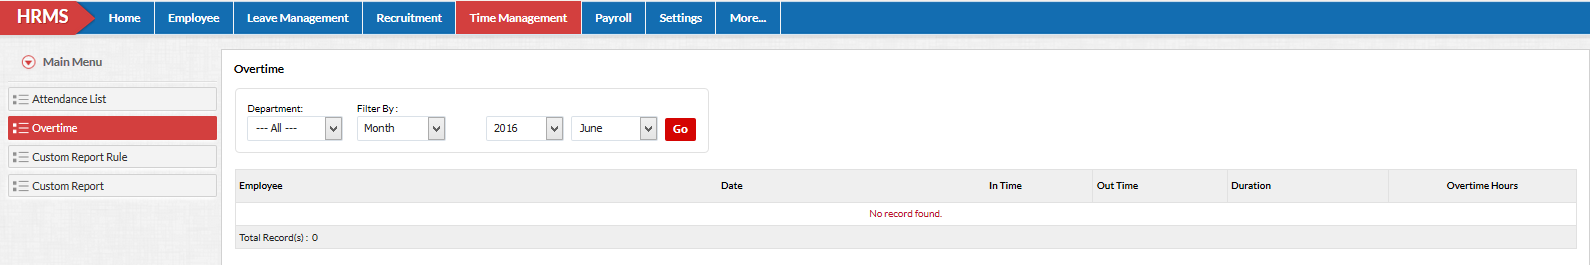 HRMS Home Employee Leave Management Recruitment Time Management Payroll Settings More...
Main Menu
Attendance List
Overtime
Custom Report Rule
Custom Report
Overtime
Department: Filter By :
--- All --- Month 2016 June Go
Employee Date In Time Out Time Duration Overtime Hours
No record found.
Total Record(s) : 0